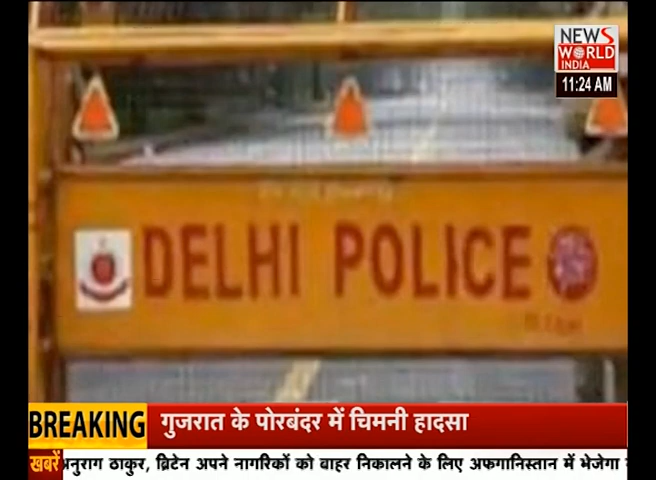 NEWS
WORLD
INDIA
11:24 AM
DELHI POLICE
BREAKING गुजरात के पोरबंदर में चिमनी हादसा
खबरें अनुराग ठाकुर, ब्रिटेन अपने नागरिकों को बाहर निकालने के लिए अफगानिस्तान में भेजेगा